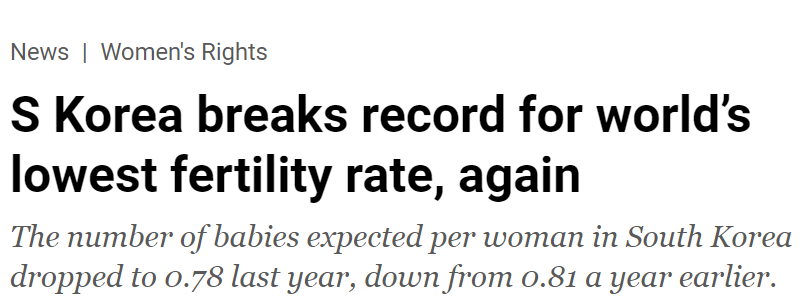 News | Women's Rights
S Korea breaks record for world’s
lowest fertility rate, again
The number of babies expected per woman in South Korea
dropped to 0.78 last year, down from 0.81 a year earlier.